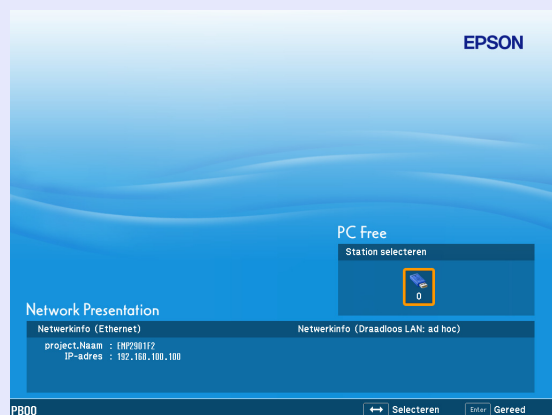 EPSON
PC Free
Station selecteren
0
Network Presentation
Netwerkinfo (Ethernet)
Netwerkinfo (Draadloos LAN: ad hoc)
project.Naam : EMP2901F2
IP-adres : 192.168.100.100
PB00
Selecteren
Enter Gereed